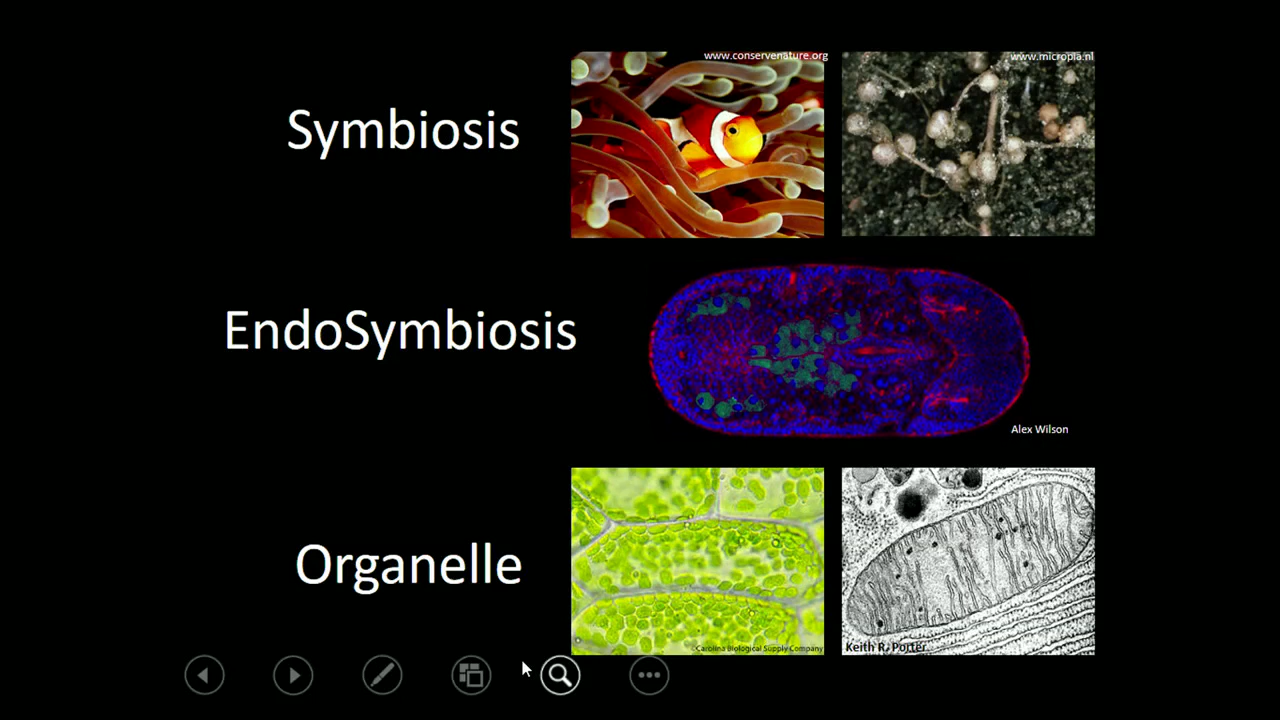 www.conservenature.org
www.micropia.nl
Symbiosis
EndoSymbiosis
Alex Wilson
Organelle
©Carolina Biological Supply Company
Keith R. Porter